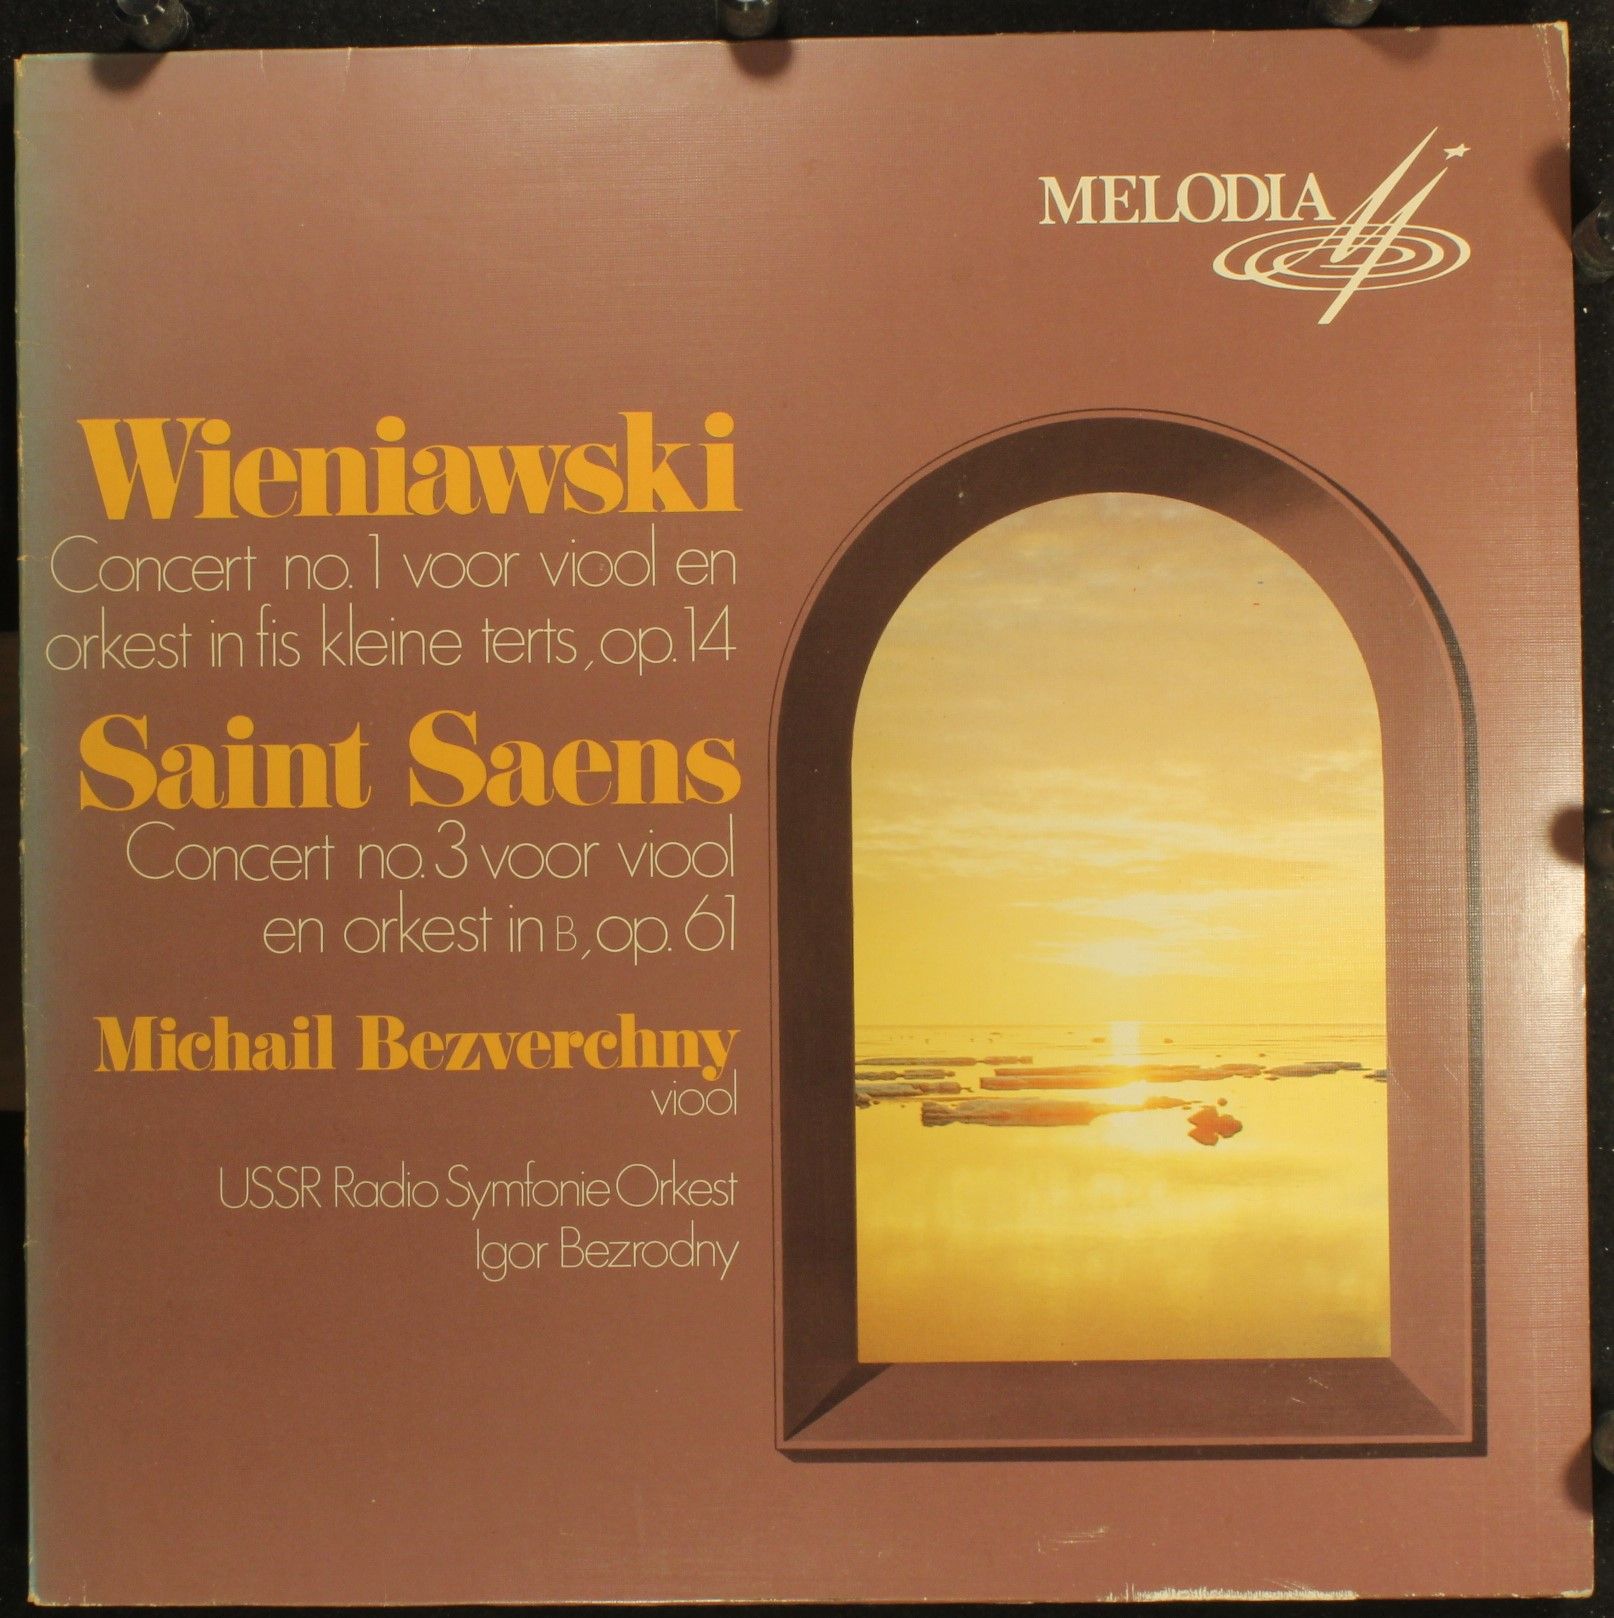 MELODIA
Wieniawski
Concert no. 1 voor viool en
orkest in fis kleine terts, op. 14
Saint Saens
Concert no. 3 voor viool
en orkest in B, op. 61
Michail Bezverchny
viool
USSR Radio Symfonie Orkest
Igor Bezrodny